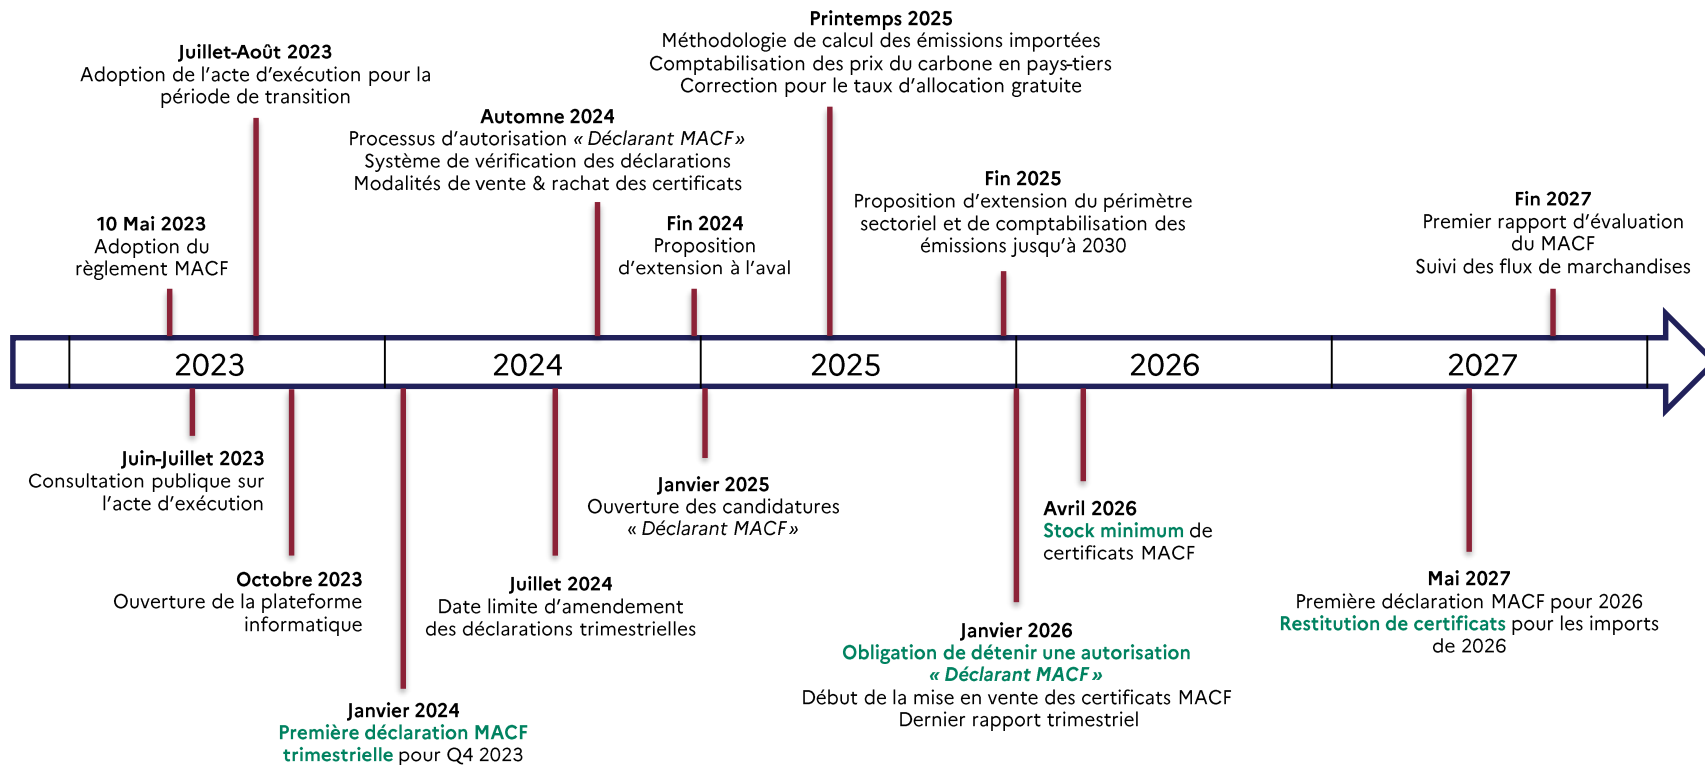 Printemps 2025
Méthodologie de calcul des émissions importées
Comptabilisation des prix du carbone en pays-tiers
Correction pour le taux d'allocation gratuite
Juillet-Août 2023
Adoption de l'acte d'exécution pour la
période de transition
Automne 2024
Processus d'autorisation « Déclarant MACF »
Système de vérification des déclarations
Modalités de vente & rachat des certificats
Fin 2025
Proposition d'extension du périmètre
sectoriel et de comptabilisation des
émissions jusqu'à 2030
Fin 2027
Premier rapport d'évaluation
du MACF
Suivi des flux de marchandises
10 Mai 2023
Adoption du
règlement MACF
Fin 2024
Proposition
d'extension à l'aval
2023
2024
2025
2026
2027
Juin-Juillet 2023
Consultation publique sur
l'acte d'exécution
Janvier 2025
Ouverture des candidatures
« Déclarant MACF »
Avril 2026
Stock minimum de
certificats MACF
Octobre 2023
Ouverture de la plateforme
informatique
Juillet 2024
Date limite d'amendement
des déclarations trimestrielles
Mai 2027
Première déclaration MACF pour 2026
Restitution de certificats pour les imports
de 2026
Janvier 2026
Obligation de détenir une autorisation
« Déclarant MACF »
Début de la mise en vente des certificats MACF
Dernier rapport trimestriel
Janvier 2024
Première déclaration MACF
trimestrielle pour Q4 2023